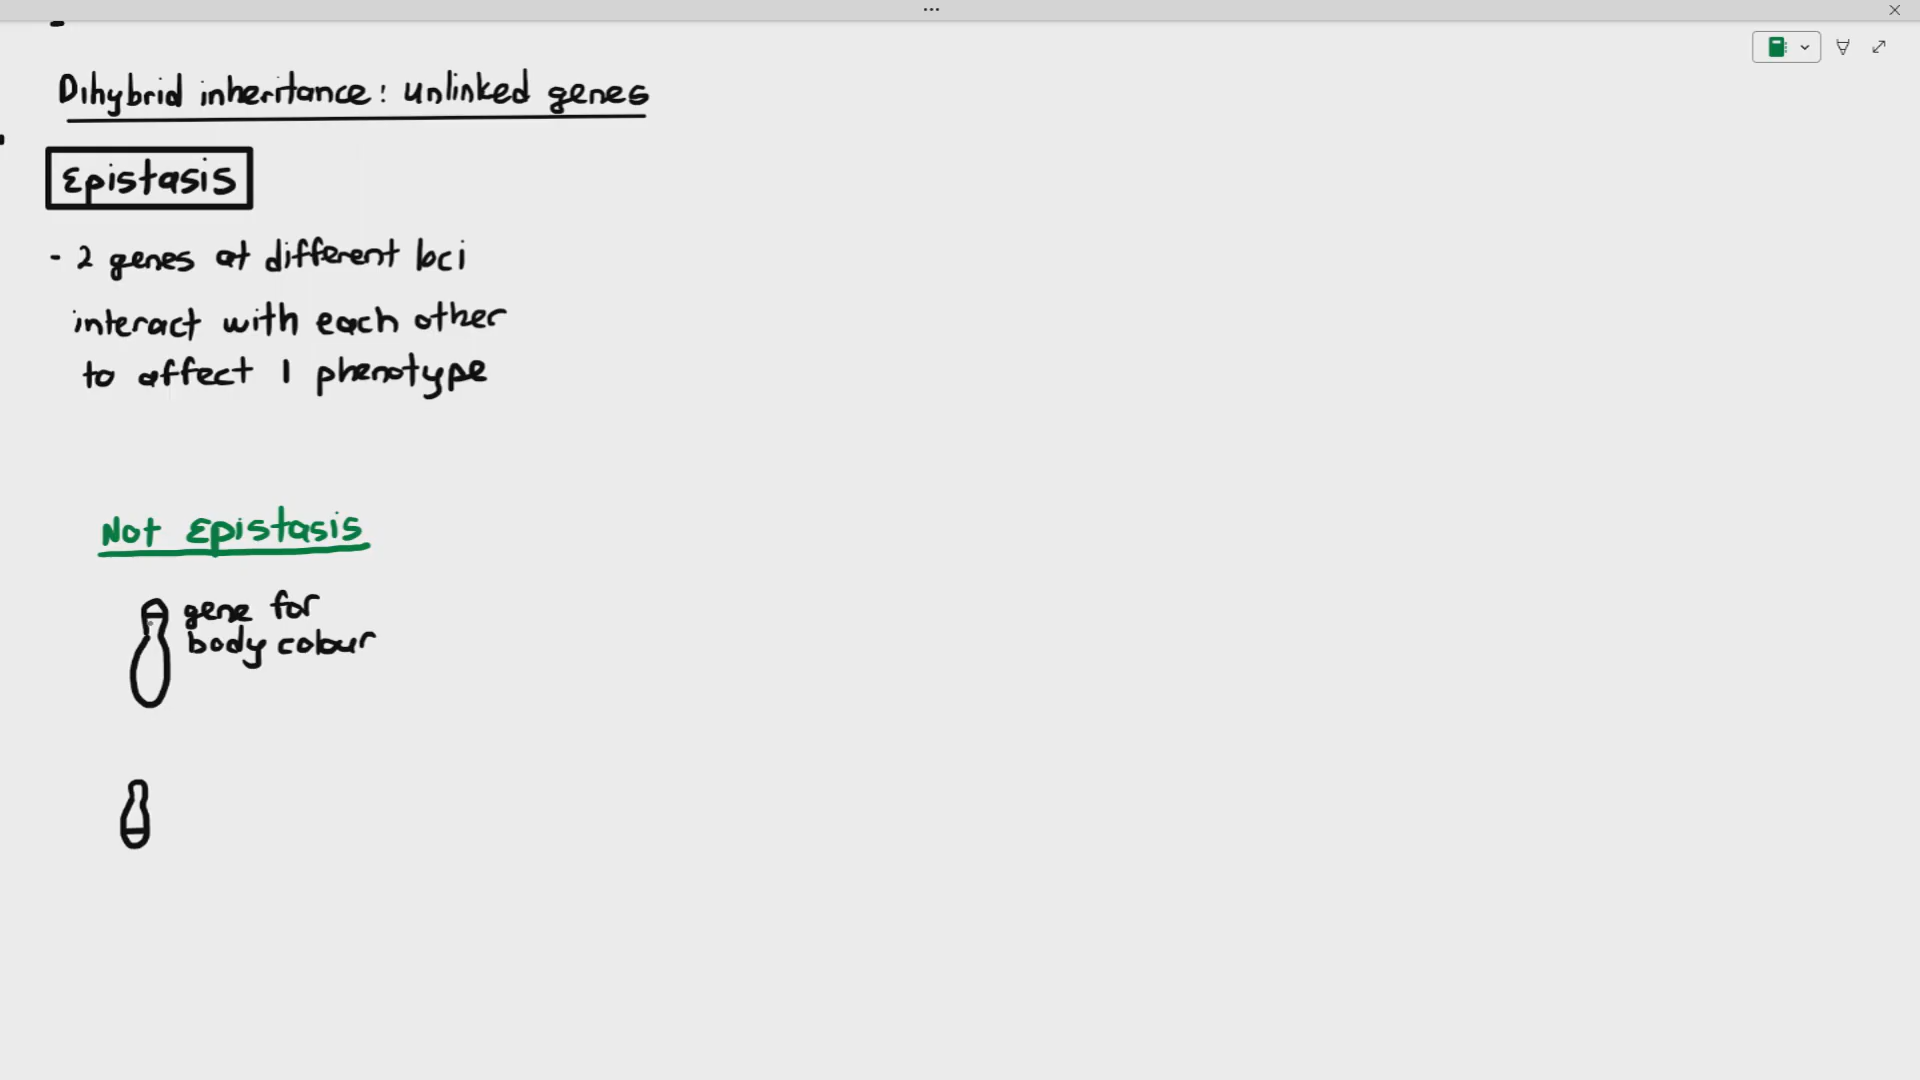 Dihybrid inheritance: unlinked genes
Epistasis
- 2 genes at different loci
interact with each other
to affect 1 phenotype
Not Epistasis
gene for
body colour